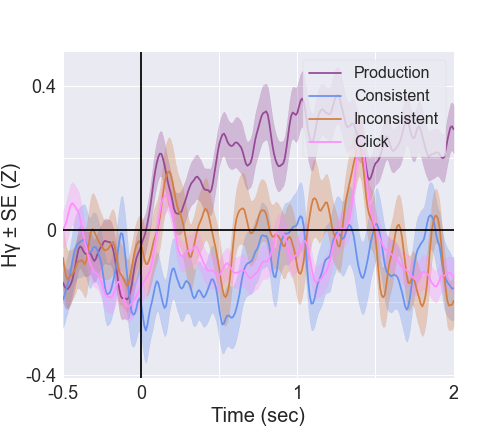 Hγ ± SE (Z)
0.4
0
-0.4
Production
Consistent
Inconsistent
Click
-0.5 0 1 2
Time (sec)